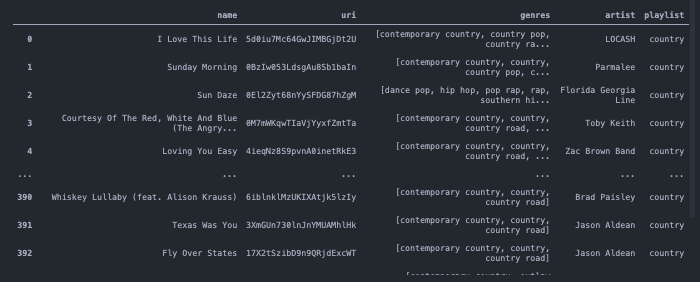 name uri genres artist playlist
0 I Love This Life 5d0iu7Mc64GwJIMBGjDt2U [contemporary country, country pop, country ra... LOCASH country
1 Sunday Morning 0BzIw053LdsgAu8Sb1baIn [contemporary country, country, country pop, c... Parmalee country
2 Sun Daze 0El2Zyt68nYySFDG87hZgM [dance pop, hip hop, pop rap, rap, southern hi... Florida Georgia Line country
3 Courtesy Of The Red, White And Blue (The Angry... 0M7mWKqwTIaVjYyxfZmtTa [contemporary country, country, country road, ... Toby Keith country
4 Loving You Easy 4ieqNz8S9pvnA0inetRkE3 [contemporary country, country, country road, ... Zac Brown Band country
... ... ... ... ... ...
390 Whiskey Lullaby (feat. Alison Krauss) 6iblnklMzUKIXAtjk5lzIy [contemporary country, country, country road] Brad Paisley country
391 Texas Was You 3XmGUn730lnJnYMUAMhlHk [contemporary country, country, country road] Jason Aldean country
392 Fly Over States 17X2tSzibD9n9QRjdExcWT [contemporary country, country, country road] Jason Aldean country